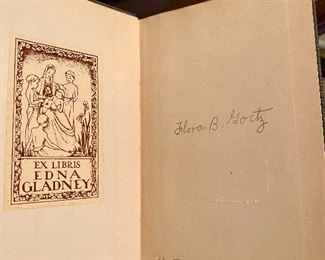 EX LIBRIS
EDNA
GLADNEY
Flora B. Goetz